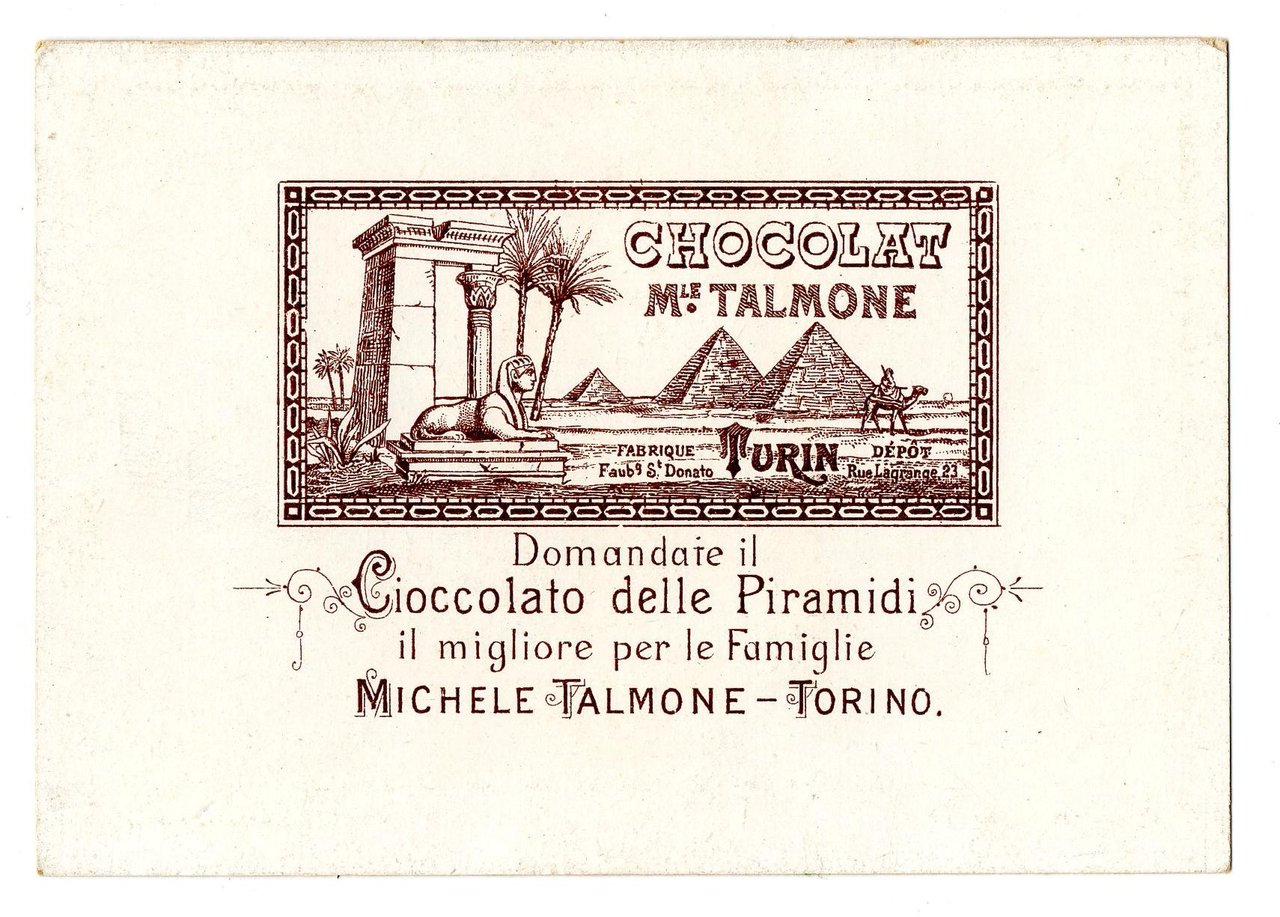 CHOCOLAT
MLE. TALMONE
FABRIQUE
Faubg St Donato
TURIN
DÉPÔT
Rue Lagrange, 23
Domandate il
Cioccolato delle Piramidi
il migliore per le Famiglie
MICHELE TALMONE - TORINO.